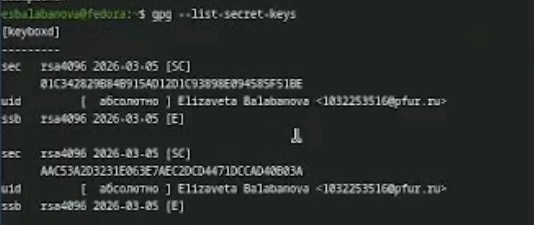 esbalabanova@fedora:~$ gpg --list-secret-keys
[keyboxd]
---------
sec   rsa4096 2026-03-05 [SC]
uid           [  абсолютно ] Elizaveta Balabanova <1032253516@pfur.ru>
ssb   rsa4096 2026-03-05 [E]
sec   rsa4096 2026-03-05 [SC]
AAC53A2D3231E063E7AEC2DCD4471DCCAD40B03A
uid           [  абсолютно ] Elizaveta Balabanova <1032253516@pfur.ru>
ssb   rsa4096 2026-03-05 [E]